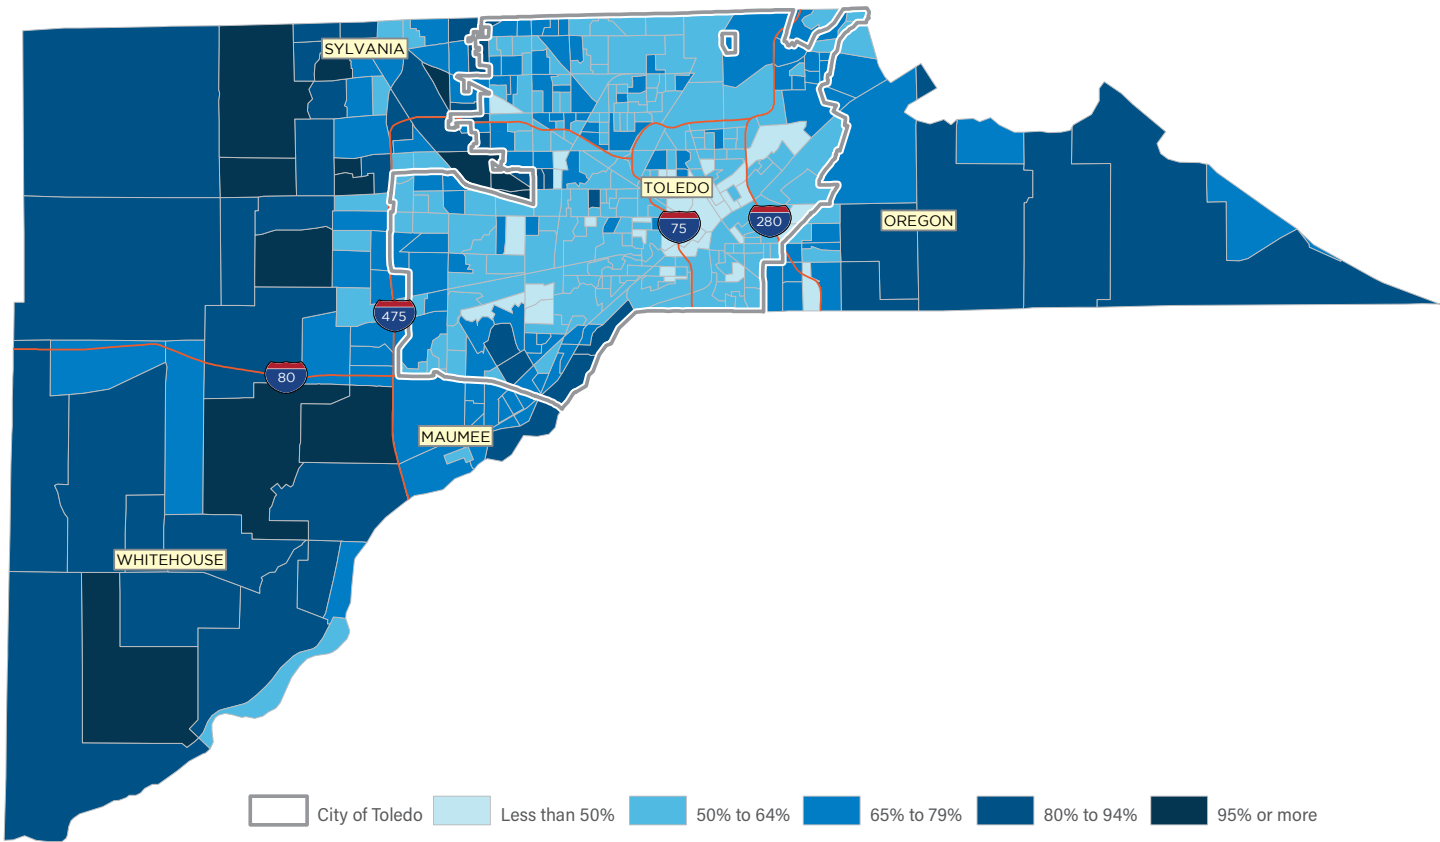 SYLVANIA
TOLEDO
75
280
OREGON
475
80
MAUMEE
WHITEHOUSE
City of Toledo
Less than 50%
50% to 64%
65% to 79%
80% to 94%
95% or more